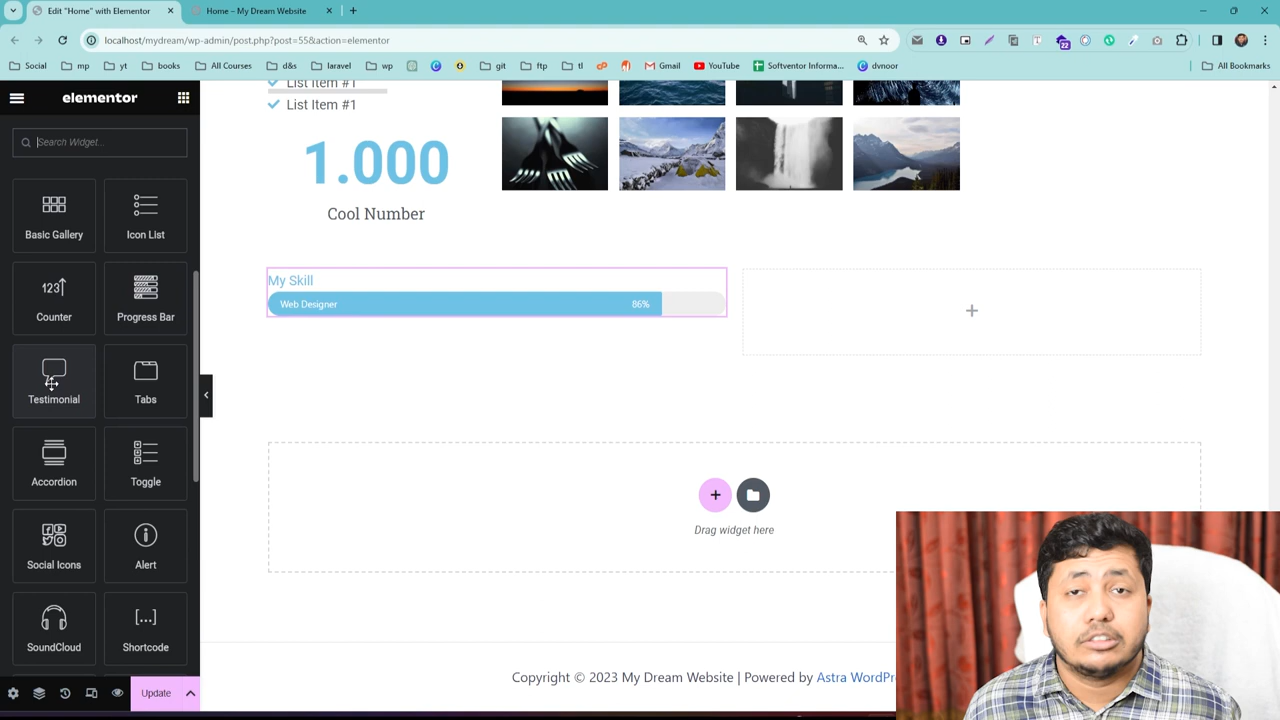 Edit "Home" with Elementor
Home – My Dream Website
localhost/mydream/wp-admin/post.php?post=55&action=elementor
22
Social
mp
yt
books
All Courses
d&s
laravel
wp
git
ftp
tl
Gmail
YouTube
Softventor Informa...
dvnoor
All Bookmarks
elementor
Search Widget...
Basic Gallery
Icon List
Counter
Progress Bar
Testimonial
Tabs
Accordion
Toggle
Social Icons
Alert
SoundCloud
Shortcode
Update
List Item #1
List Item #1
1.000
Cool Number
My Skill
Web Designer
86%
Drag widget here
Copyright © 2023 My Dream Website | Powered by Astra WordPr